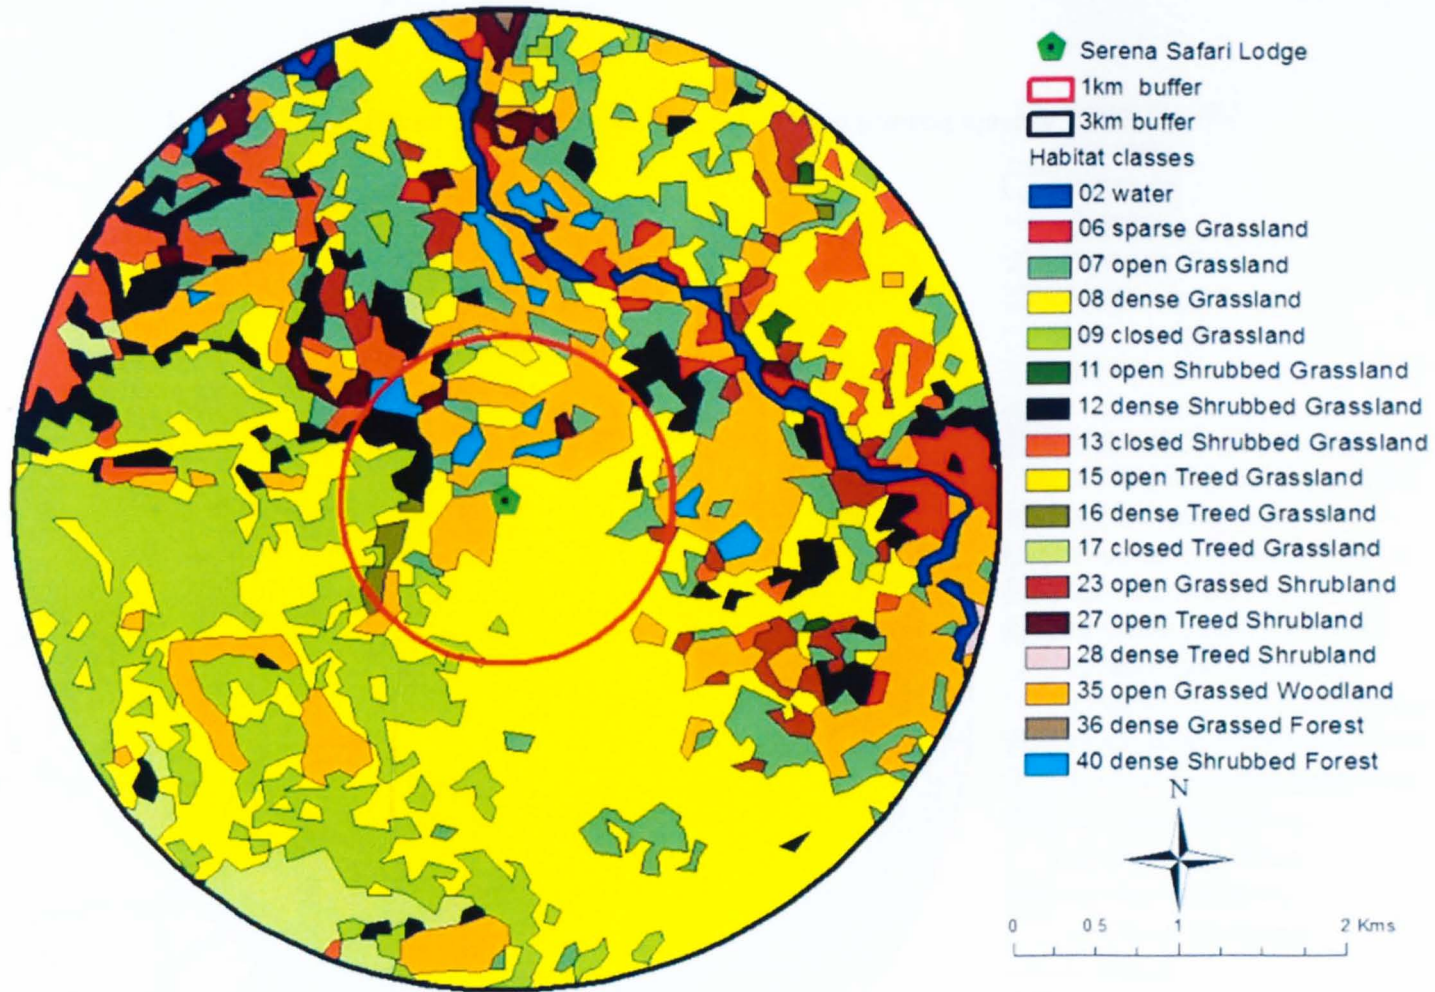 Serena Safari Lodge
1km buffer
3km buffer
Habitat classes
02 water
06 sparse Grassland
07 open Grassland
08 dense Grassland
09 closed Grassland
11 open Shrubbed Grassland
12 dense Shrubbed Grassland
13 closed Shrubbed Grassland
15 open Treed Grassland
16 dense Treed Grassland
17 closed Treed Grassland
23 open Grassed Shrubland
27 open Treed Shrubland
28 dense Treed Shrubland
35 open Grassed Woodland
36 dense Grassed Forest
40 dense Shrubbed Forest
N
0 0.5 1 2 Kms